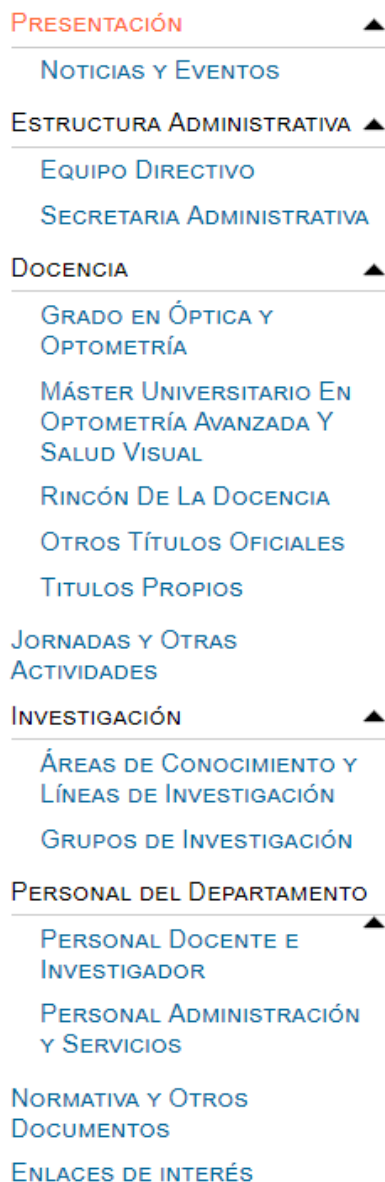 Presentación
Noticias y Eventos
Estructura Administrativa
Equipo Directivo
Secretaria Administrativa
Docencia
Grado en Óptica y
Optometría
Máster Universitario En
Optometría Avanzada Y
Salud Visual
Rincón De La Docencia
Otros Títulos Oficiales
Titulos Propios
Jornadas y Otras
Actividades
Investigación
Áreas de Conocimiento y
Líneas de Investigación
Grupos de Investigación
Personal del Departamento
Personal Docente e
Investigador
Personal Administración
y Servicios
Normativa y Otros
Documentos
Enlaces de interés